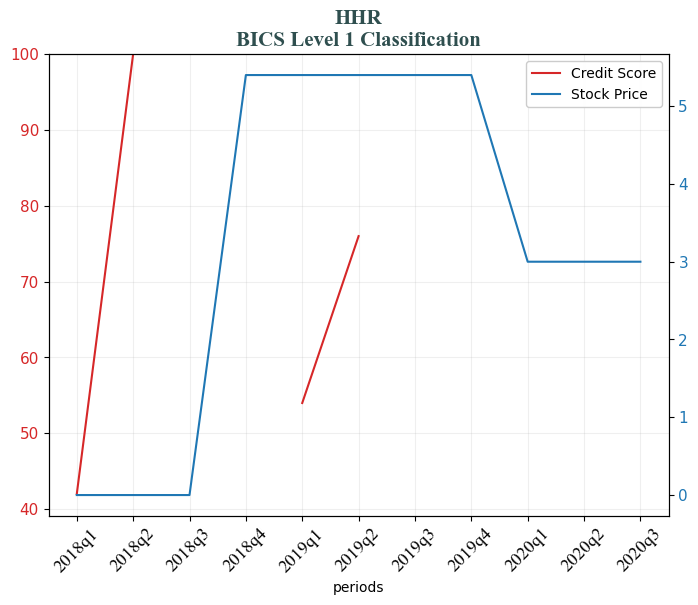 HHR
BICS Level 1 Classification
Credit Score
Stock Price
100
90
80
70
60
50
40
5
4
3
2
1
0
2018q1
2018q2
2018q3
2018q4
2019q1
2019q2
2019q3
2019q4
2020q1
2020q2
2020q3
periods